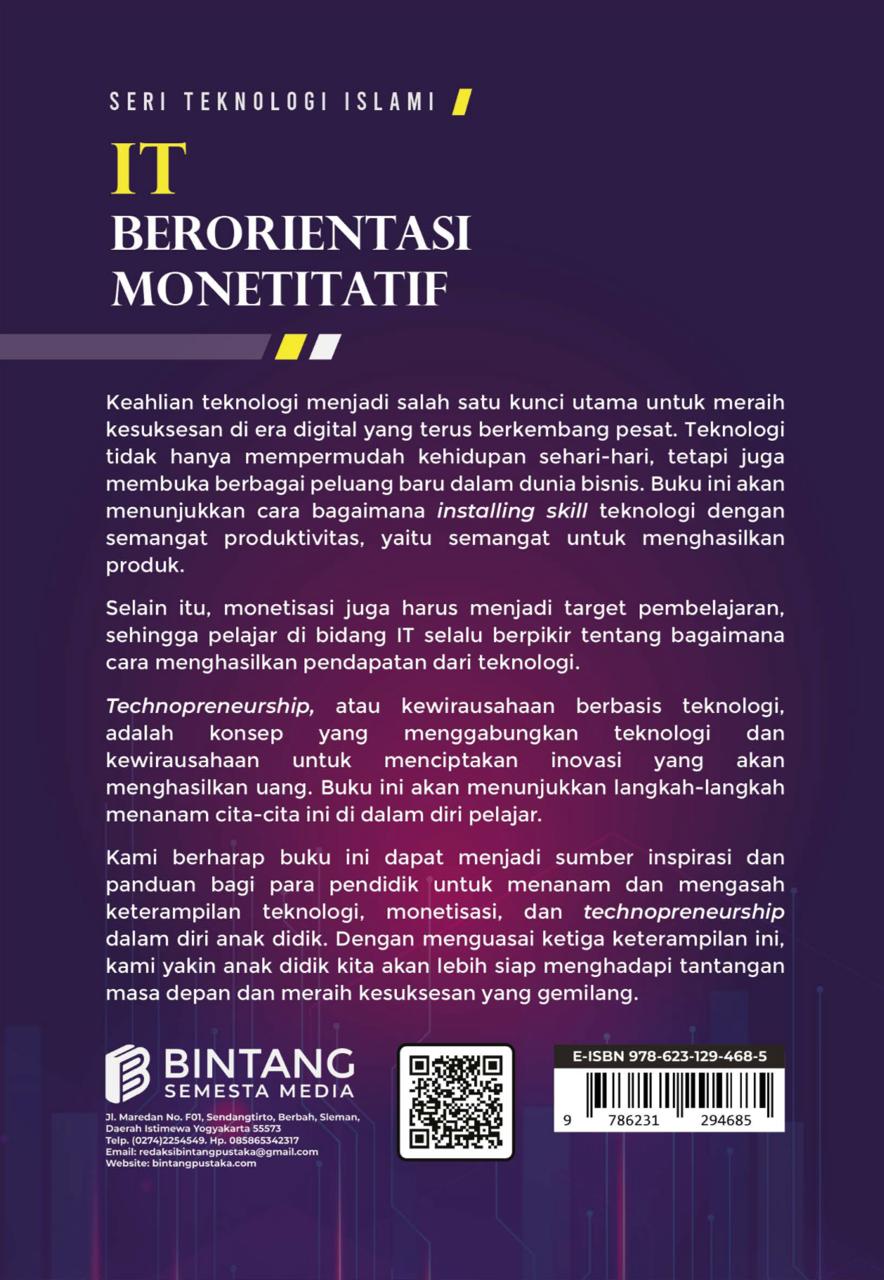 SERI TEKNOLOGI ISLAMI
IT
BERORIENTASI
MONETITATIF
Keahlian teknologi menjadi salah satu kunci utama untuk meraih
kesuksesan di era digital yang terus berkembang pesat. Teknologi
tidak hanya mempermudah kehidupan sehari-hari, tetapi juga
membuka berbagai peluang baru dalam dunia bisnis. Buku ini akan
menunjukkan cara bagaimana installing skill teknologi dengan
semangat produktivitas, yaitu semangat untuk menghasilkan
produk.
Selain itu, monetisasi juga harus menjadi target pembelajaran,
sehingga pelajar di bidang IT selalu berpikir tentang bagaimana
cara menghasilkan pendapatan dari teknologi.
Technopreneurship, atau kewirausahaan berbasis teknologi,
adalah konsep yang menggabungkan teknologi dan
kewirausahaan untuk menciptakan inovasi yang akan
menghasilkan uang. Buku ini akan menunjukkan langkah-langkah
menanam cita-cita ini di dalam diri pelajar.
Kami berharap buku ini dapat menjadi sumber inspirasi dan
panduan bagi para pendidik untuk menanam dan mengasah
keterampilan teknologi, monetisasi, dan technopreneurship
dalam diri anak didik. Dengan menguasai ketiga keterampilan ini,
kami yakin anak didik kita akan lebih siap menghadapi tantangan
masa depan dan meraih kesuksesan yang gemilang.
BINTANG
SEMESTA MEDIA
Jl. Maredan No. F01, Sendangtirto, Berbah, Sleman,
Daerah Istimewa Yogyakarta 55573
Telp. (0274)2254549. Hp. 085865342317
Email: redaksibintangpustaka@gmail.com
Website: bintangpustaka.com
E-ISBN 978-623-129-468-5
9 786231 294685